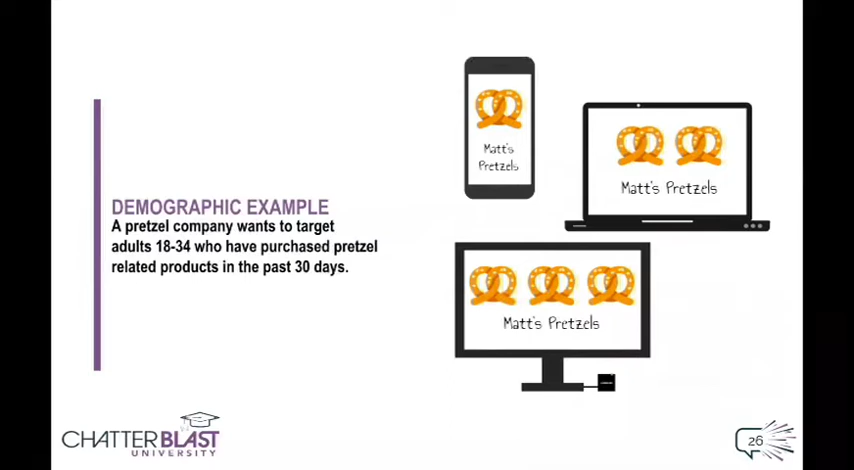 DEMOGRAPHIC EXAMPLE
A pretzel company wants to target
adults 18-34 who have purchased pretzel
related products in the past 30 days.
Matt's
Pretzels
Matt's Pretzels
Matt's Pretzels
CHATTERBLAST
UNIVERSITY
26